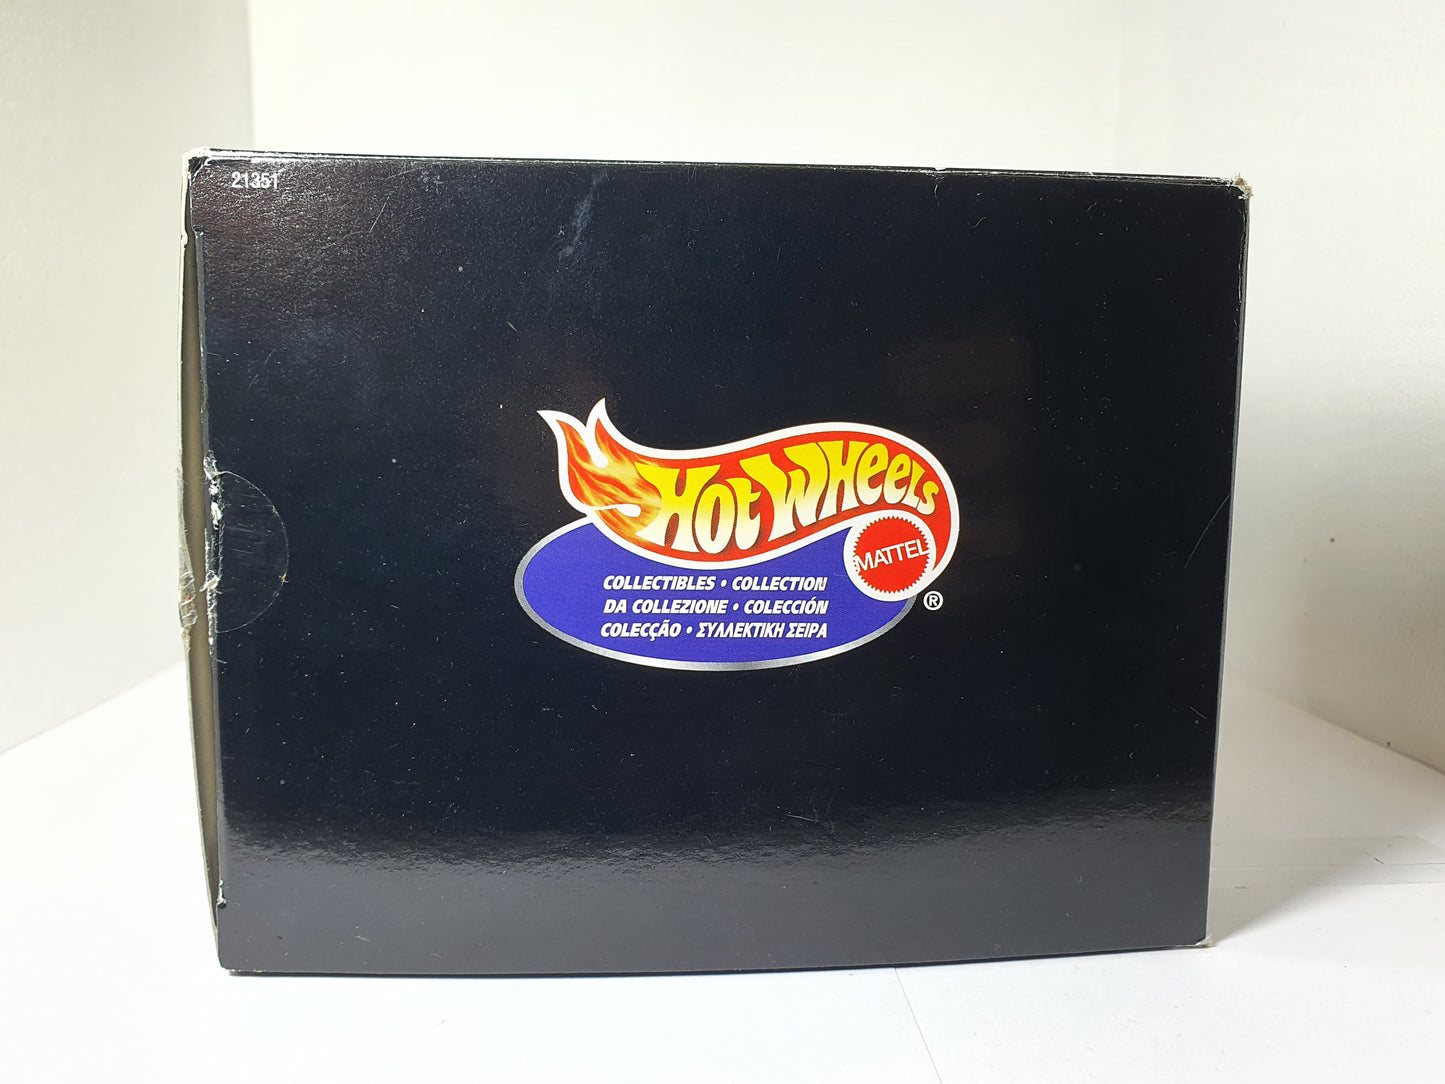 21351
HOT WHEELS
MATTEL
®
COLLECTIBLES • COLLECTION
DA COLLEZIONE • COLECCIÓN
COLECÇÃO • ΣΥΛΛΕΚΤΙΚΗ ΣΕΙΡΑ